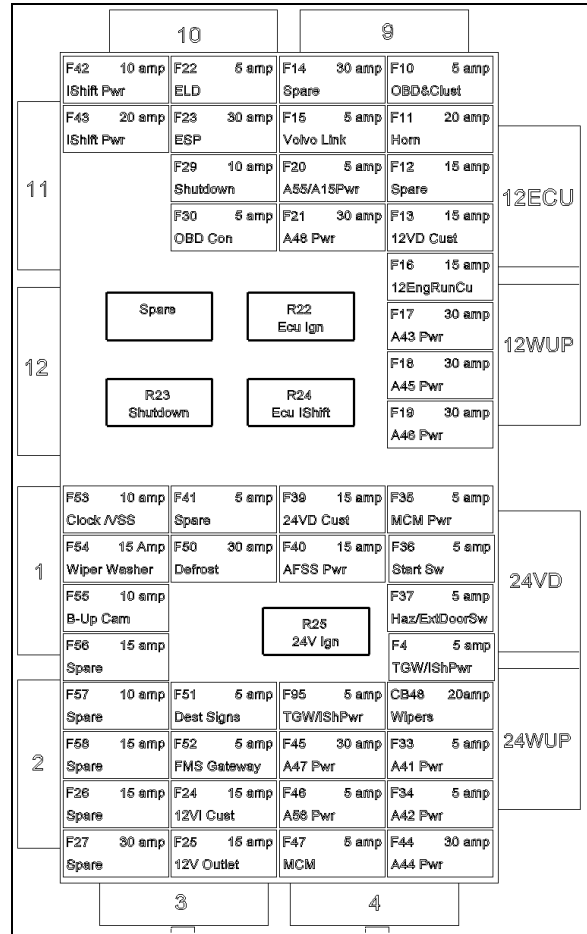 10 9
F42 10 amp F22 5 amp F14 30 amp F10 5 amp
IShift Pwr ELD Spare OBD&Clust
F43 20 amp F23 30 amp F15 5 amp F11 20 amp
IShift Pwr ESP Volvo Link Horn
F29 10 amp F20 5 amp F12 15 amp
11 Shutdown A55/A15Pwr Spare 12ECU
F30 5 amp F21 30 amp F13 15 amp
OBD Con A48 Pwr 12VD Cust
F16 15 amp
12EngRunCu
Spare R22 F17 30 amp
Ecu Ign A43 Pwr 12WUP
12 F18 30 amp
A45 Pwr
R23 R24 F19 30 amp
Shutdown Ecu IShift A46 Pwr
F53 10 amp F41 5 amp F39 15 amp F35 5 amp
Clock /VSS Spare 24VD Cust MCM Pwr
F54 15 Amp F50 30 amp F40 15 amp F36 5 amp
1 Wiper Washer Defrost AFSS Pwr Start Sw 24VD
F55 10 amp F37 5 amp
B-Up Cam R25 Haz/ExtDoorSw
F56 15 amp 24V Ign F4 5 amp
Spare TGW/IShPwr
F57 10 amp F51 5 amp F95 5 amp CB48 20amp
Spare Dest Signs TGW/IShPwr Wipers
2 F58 15 amp F52 5 amp F45 30 amp F33 5 amp 24WUP
Spare FMS Gateway A47 Pwr A41 Pwr
F26 15 amp F24 15 amp F46 5 amp F34 5 amp
Spare 12VI Cust A58 Pwr A42 Pwr
F27 30 amp F25 15 amp F47 5 amp F44 30 amp
Spare 12V Outlet MCM A44 Pwr
3 4